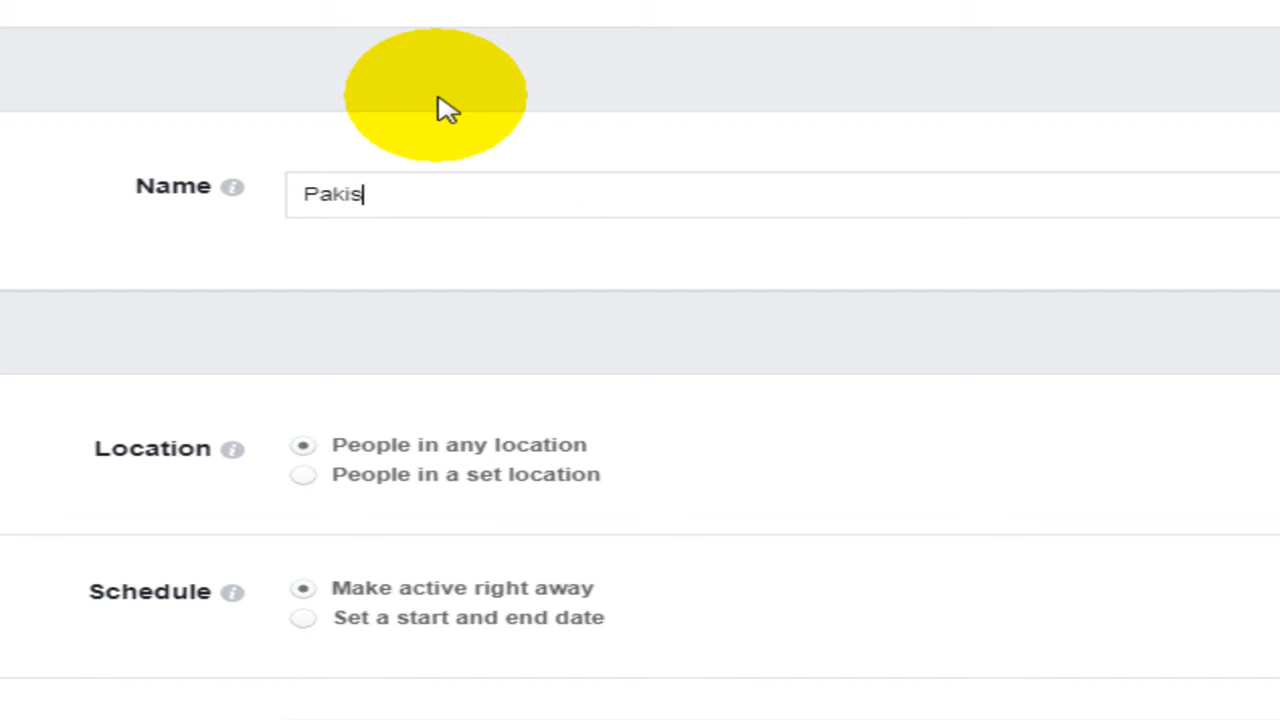 Name
Pakis
Location
People in any location
People in a set location
Schedule
Make active right away
Set a start and end date